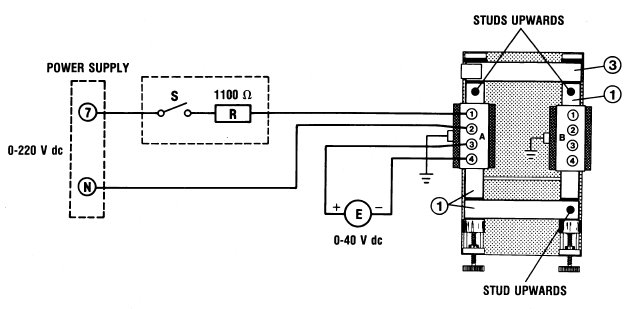 STUDS UPWARDS
POWER SUPPLY
3
S
1100 Ω
1
7
R
1
1
2
A
2
B
0-220 V dc
3
3
4
4
N
+
E
−
1
0-40 V dc
STUD UPWARDS